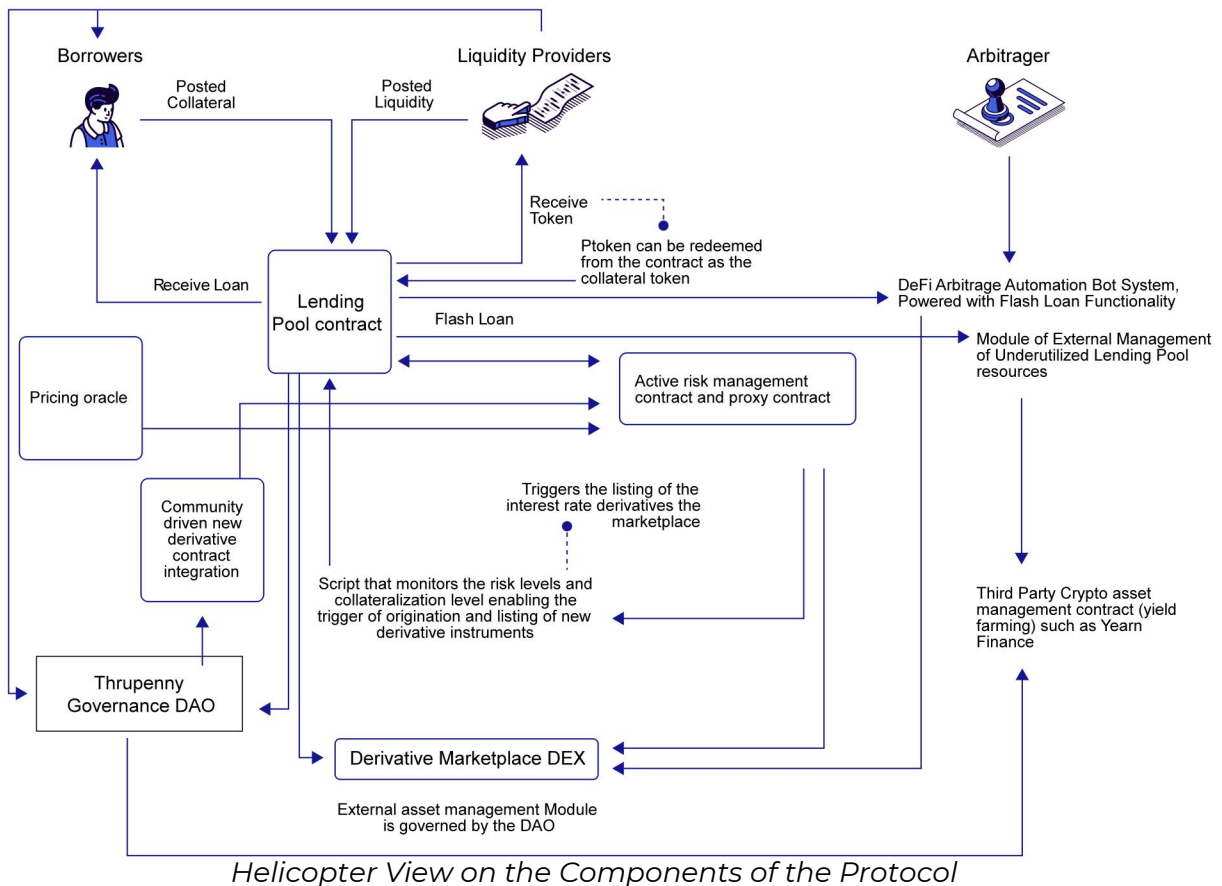 Borrowers
Liquidity Providers
Arbitrager
Posted
Collateral
Posted
Liquidity
Receive
Token
Ptoken can be redeemed
from the contract as the
collateral token
Receive Loan
Lending
Pool contract
DeFi Arbitrage Automation Bot System,
Powered with Flash Loan Functionality
Flash Loan
Module of External Management
of Underutilized Lending Pool
resources
Pricing oracle
Active risk management
contract and proxy contract
Community
driven new
derivative
contract
integration
Triggers the listing of the
interest rate derivatives the
marketplace
Script that monitors the risk levels and
collateralization level enabling the
trigger of origination and listing of new
derivative instruments
Third Party Crypto asset
management contract (yield
farming) such as Yearn
Finance
Thrupenny
Governance DAO
Derivative Marketplace DEX
External asset management Module
is governed by the DAO
Helicopter View on the Components of the Protocol